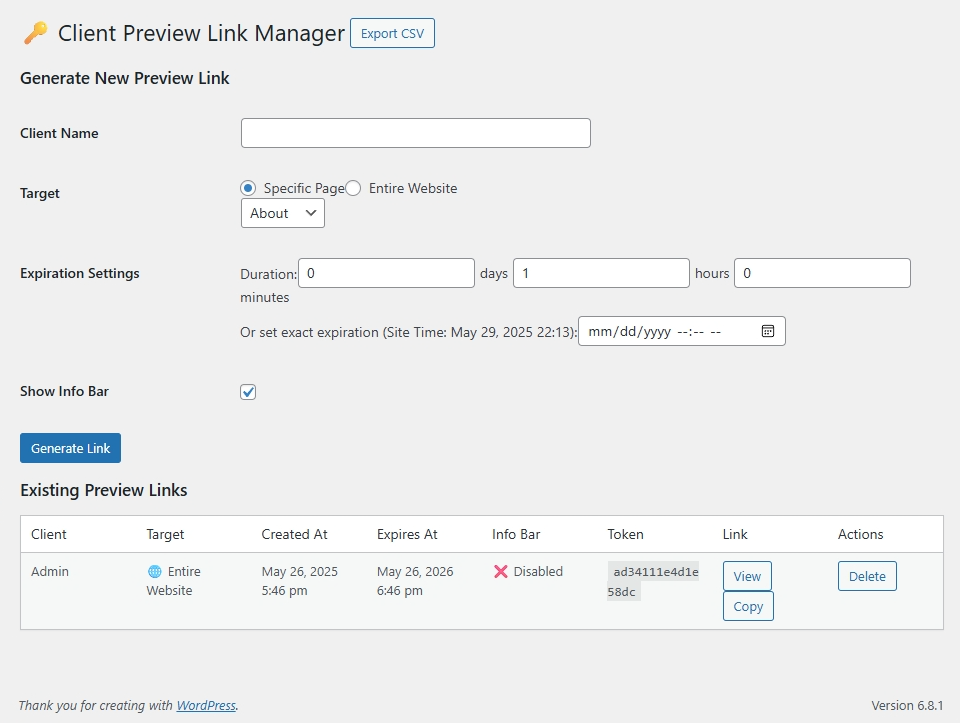 Client Preview Link Manager Export CSV
Generate New Preview Link
Client Name
Target Specific Page Entire Website
About
Expiration Settings Duration: 0 days 1 hours 0
minutes
Or set exact expiration (Site Time: May 29, 2025 22:13): mm/dd/yyyy --:-- --
Show Info Bar
Generate Link
Existing Preview Links
Client Target Created At Expires At Info Bar Token Link Actions
Admin Entire May 26, 2025 May 26, 2026 Disabled ad34111e4d1e View Delete
Website 5:46 pm 6:46 pm 58dc Copy
Thank you for creating with WordPress. Version 6.8.1